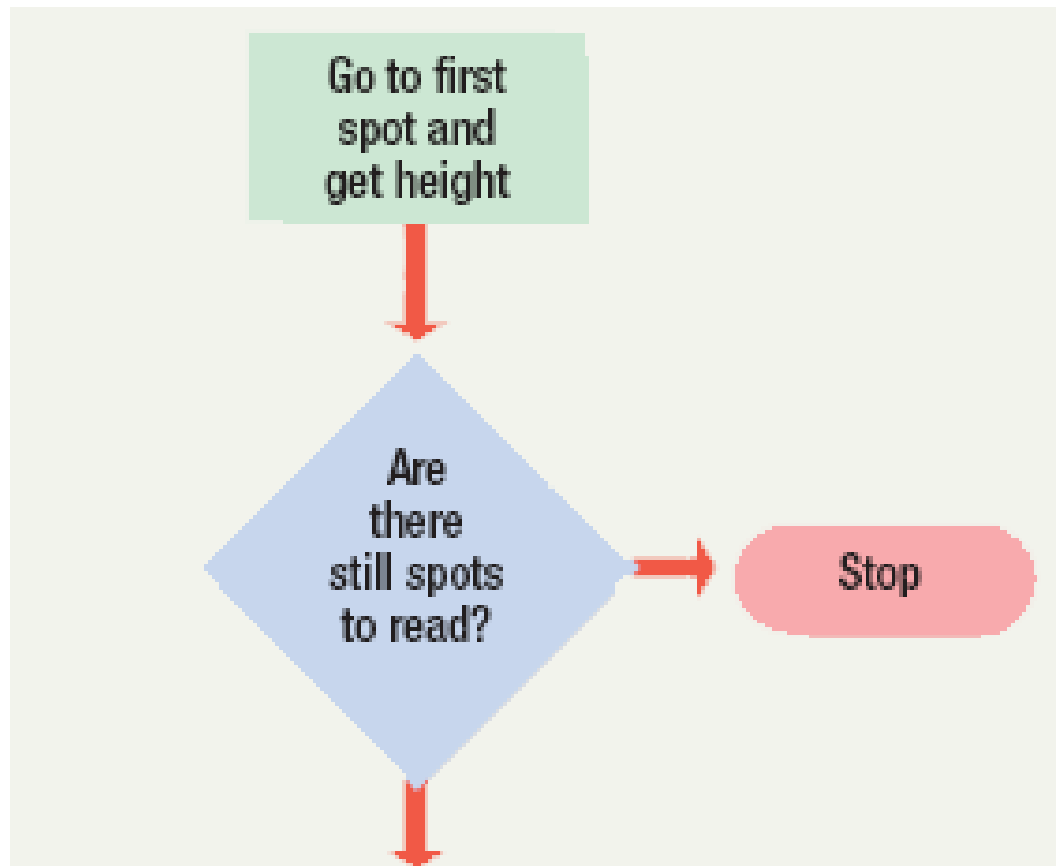 Go to first
spot and
get height
Are
there
still spots
to read?
Stop